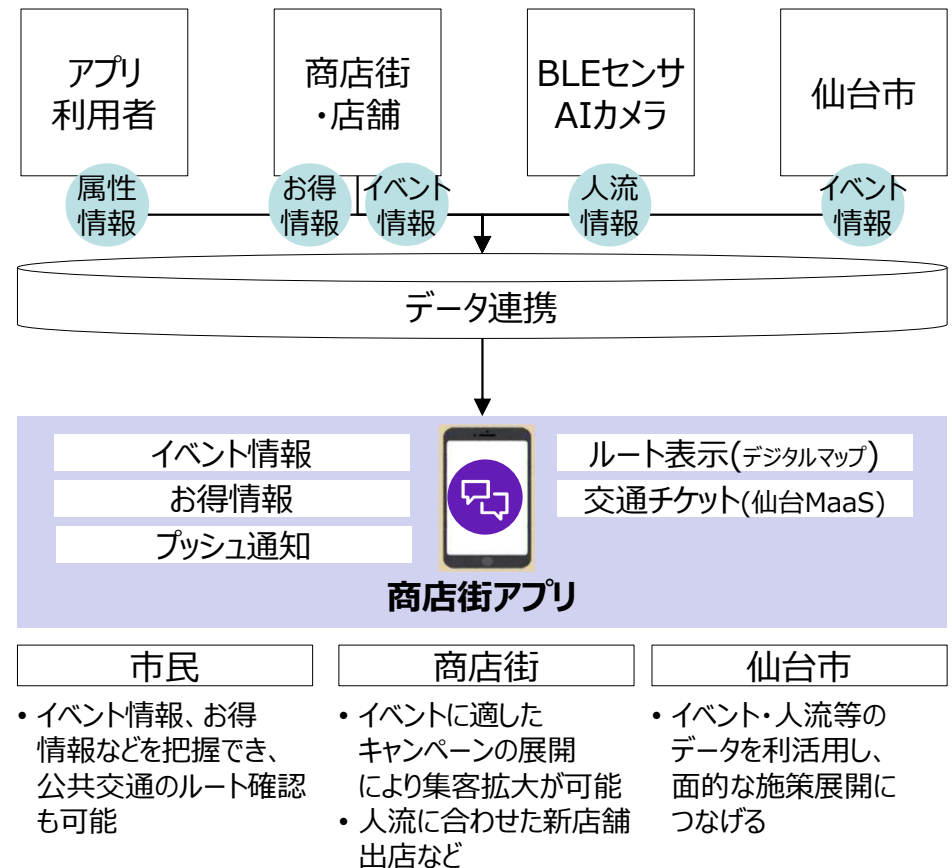 アプリ
利用者
商店街
・店舗
BLEセンサ
AIカメラ
仙台市
属性
情報
お得
情報
イベント
情報
人流
情報
イベント
情報
データ連携
イベント情報
お得情報
プッシュ通知
ルート表示(デジタルマップ)
交通チケット(仙台MaaS)
商店街アプリ
市民
・イベント情報、お得
情報などを把握でき、
公共交通のルート確認
も可能
商店街
・イベントに適した
キャンペーンの展開
により集客拡大が可能
・人流に合わせた新店舗
出店など
仙台市
・イベント・人流等の
データを利活用し、
面的な施策展開に
つなげる